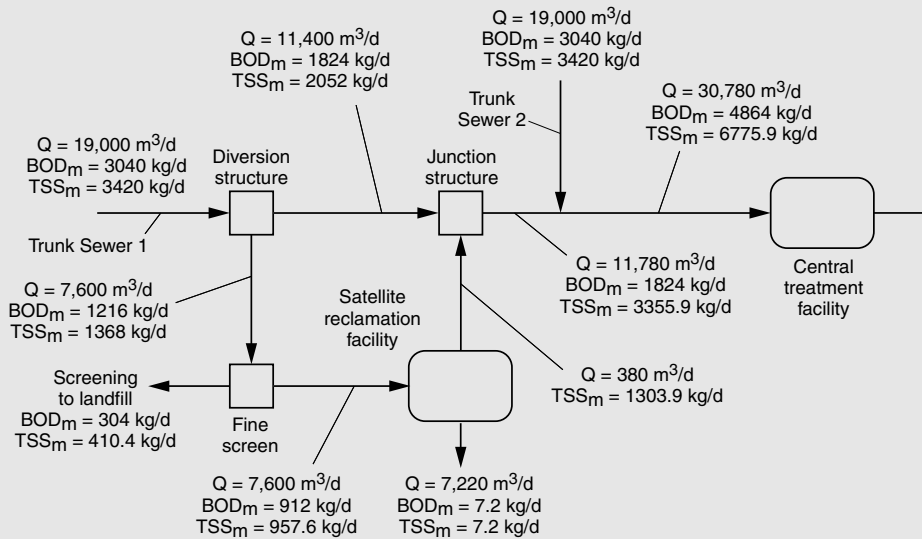 Q = 19,000 m³/d
BODₘ = 3040 kg/d
TSSₘ = 3420 kg/d
Trunk Sewer 1
Diversion
structure
Q = 11,400 m³/d
BODₘ = 1824 kg/d
TSSₘ = 2052 kg/d
Junction
structure
Q = 19,000 m³/d
BODₘ = 3040 kg/d
TSSₘ = 3420 kg/d
Trunk
Sewer 2
Q = 30,780 m³/d
BODₘ = 4864 kg/d
TSSₘ = 6775.9 kg/d
Q = 11,780 m³/d
BODₘ = 1824 kg/d
TSSₘ = 3355.9 kg/d
Central
treatment
facility
Q = 7,600 m³/d
BODₘ = 1216 kg/d
TSSₘ = 1368 kg/d
Satellite
reclamation
facility
Q = 380 m³/d
TSSₘ = 1303.9 kg/d
Screening
to landfill
BODₘ = 304 kg/d
TSSₘ = 410.4 kg/d
Fine
screen
Q = 7,600 m³/d
BODₘ = 912 kg/d
TSSₘ = 957.6 kg/d
Q = 7,220 m³/d
BODₘ = 7.2 kg/d
TSSₘ = 7.2 kg/d